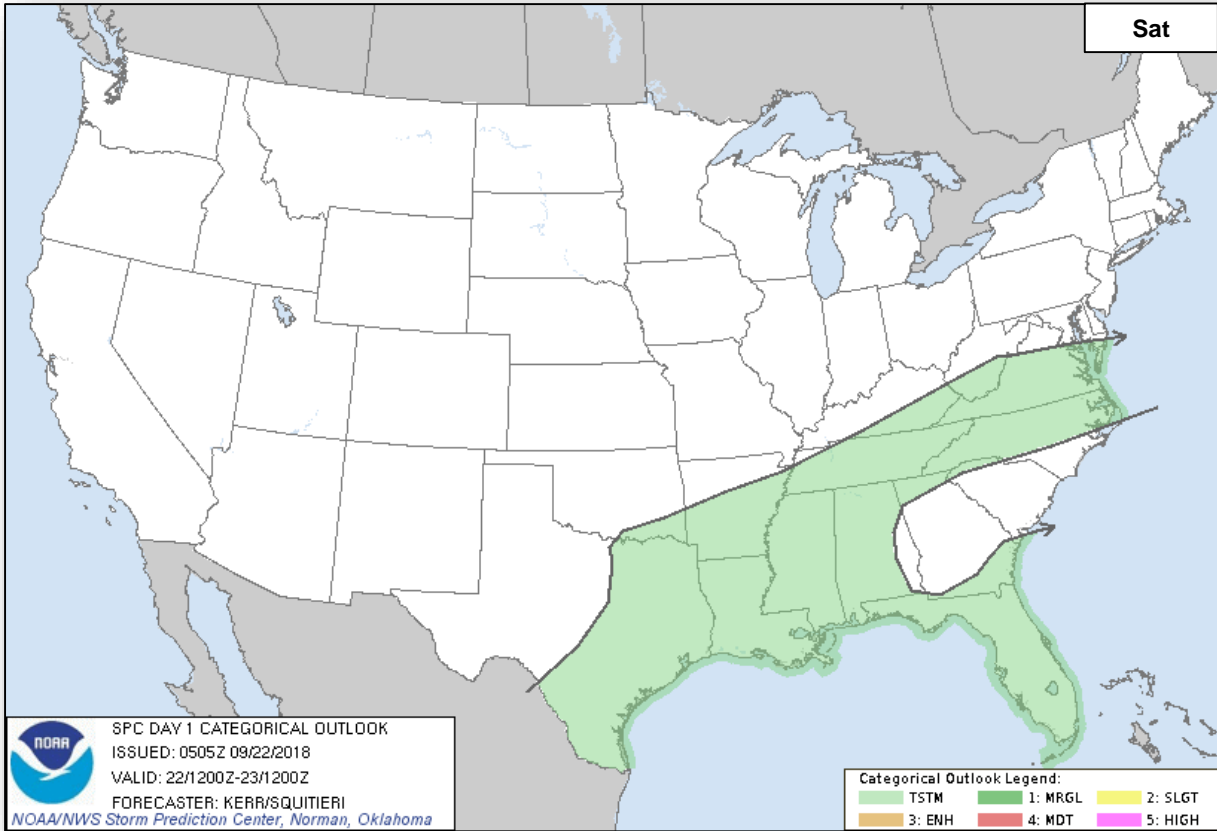 Sat
NOAA
SPC DAY 1 CATEGORICAL OUTLOOK
ISSUED: 0505Z 09/22/2018
VALID: 22/1200Z-23/1200Z
FORECASTER: KERR/SQUITIERI
NOAA/NWS Storm Prediction Center, Norman, Oklahoma
Categorical Outlook Legend:
TSTM 1: MRGL 2: SLGT
3: ENH 4: MDT 5: HIGH